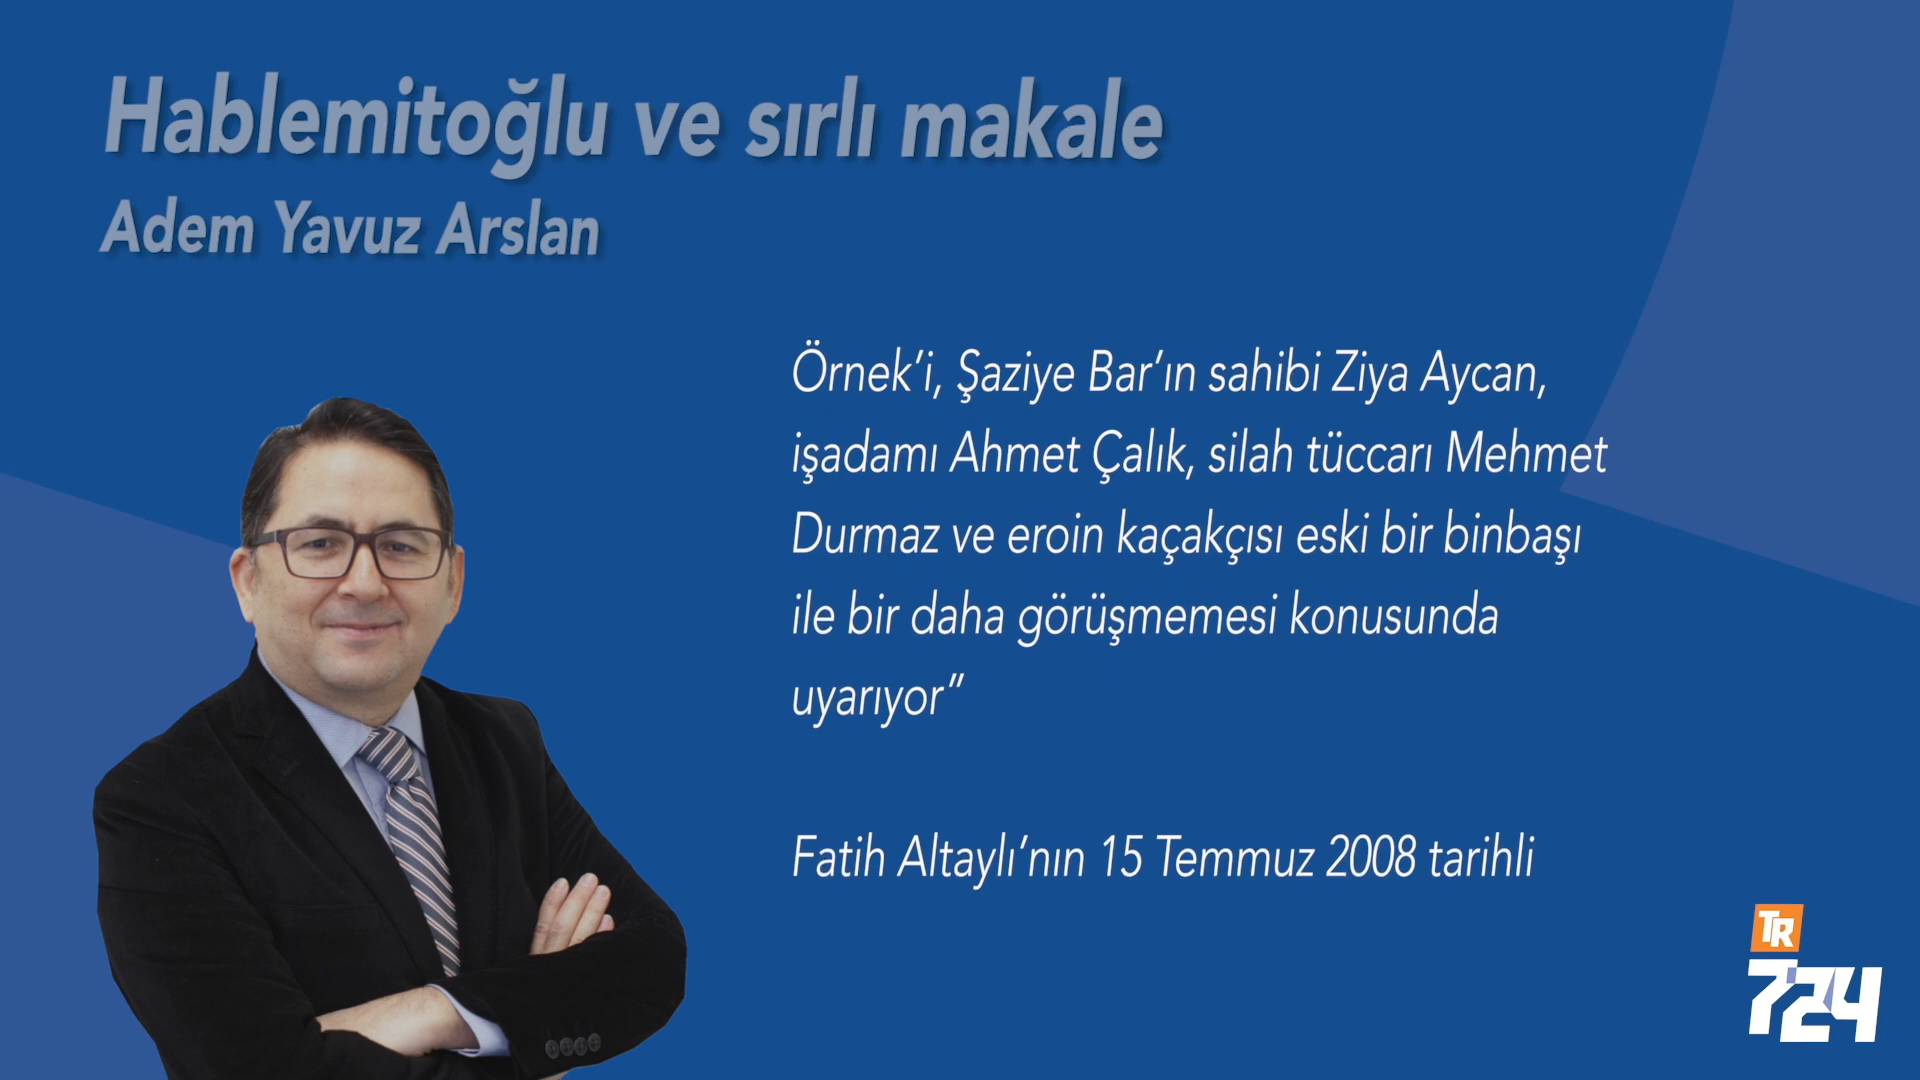 Hablemitoğlu ve sırlı makale
Adem Yavuz Arslan
Örnek’i, Şaziye Bar’ın sahibi Ziya Aycan,
işadamı Ahmet Çalık, silah tüccarı Mehmet
Durmaz ve eroin kaçakçısı eski bir binbaşı
ile bir daha görüşmemesi konusunda
uyarıyor”
Fatih Altaylı’nın 15 Temmuz 2008 tarihli
TR
724